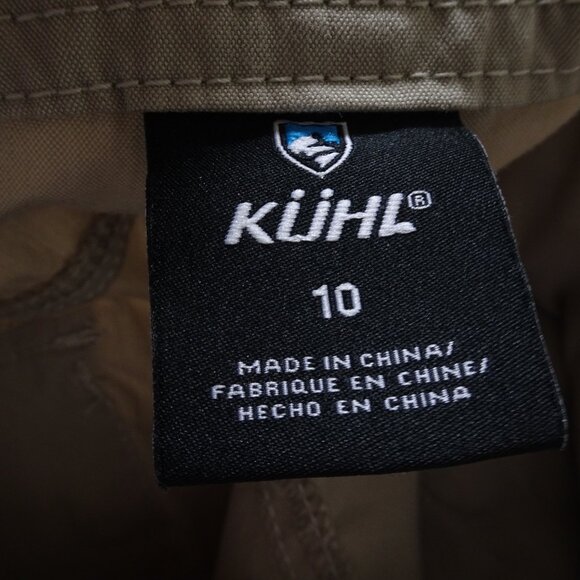 KÜHL®
10
MADE IN CHINA/
FABRIQUE EN CHINE/
HECHO EN CHINA